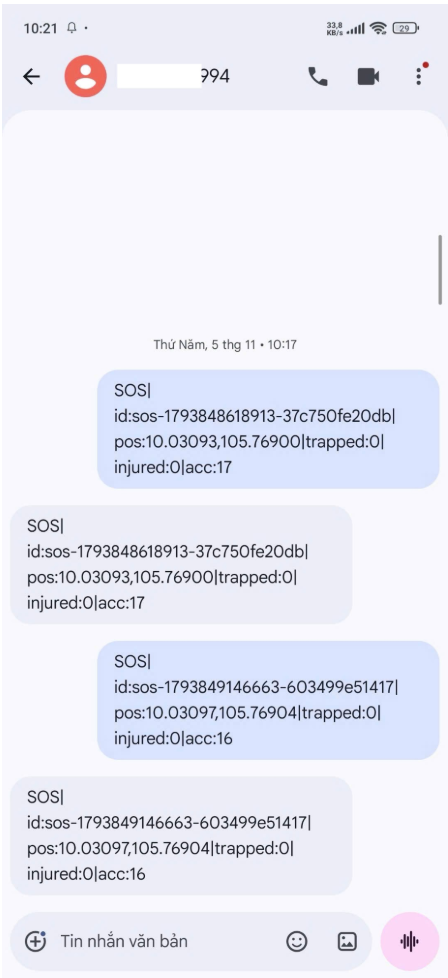 10:21
33,8
KB/s
29
994
Thứ Năm, 5 thg 11 • 10:17
SOS|
id:sos-1793848618913-37c750fe20db|
pos:10.03093,105.76900|trapped:0|
injured:0|acc:17
SOS|
id:sos-1793848618913-37c750fe20db|
pos:10.03093,105.76900|trapped:0|
injured:0|acc:17
SOS|
id:sos-1793849146663-603499e51417|
pos:10.03097,105.76904|trapped:0|
injured:0|acc:16
SOS|
id:sos-1793849146663-603499e51417|
pos:10.03097,105.76904|trapped:0|
injured:0|acc:16
Tin nhắn văn bản